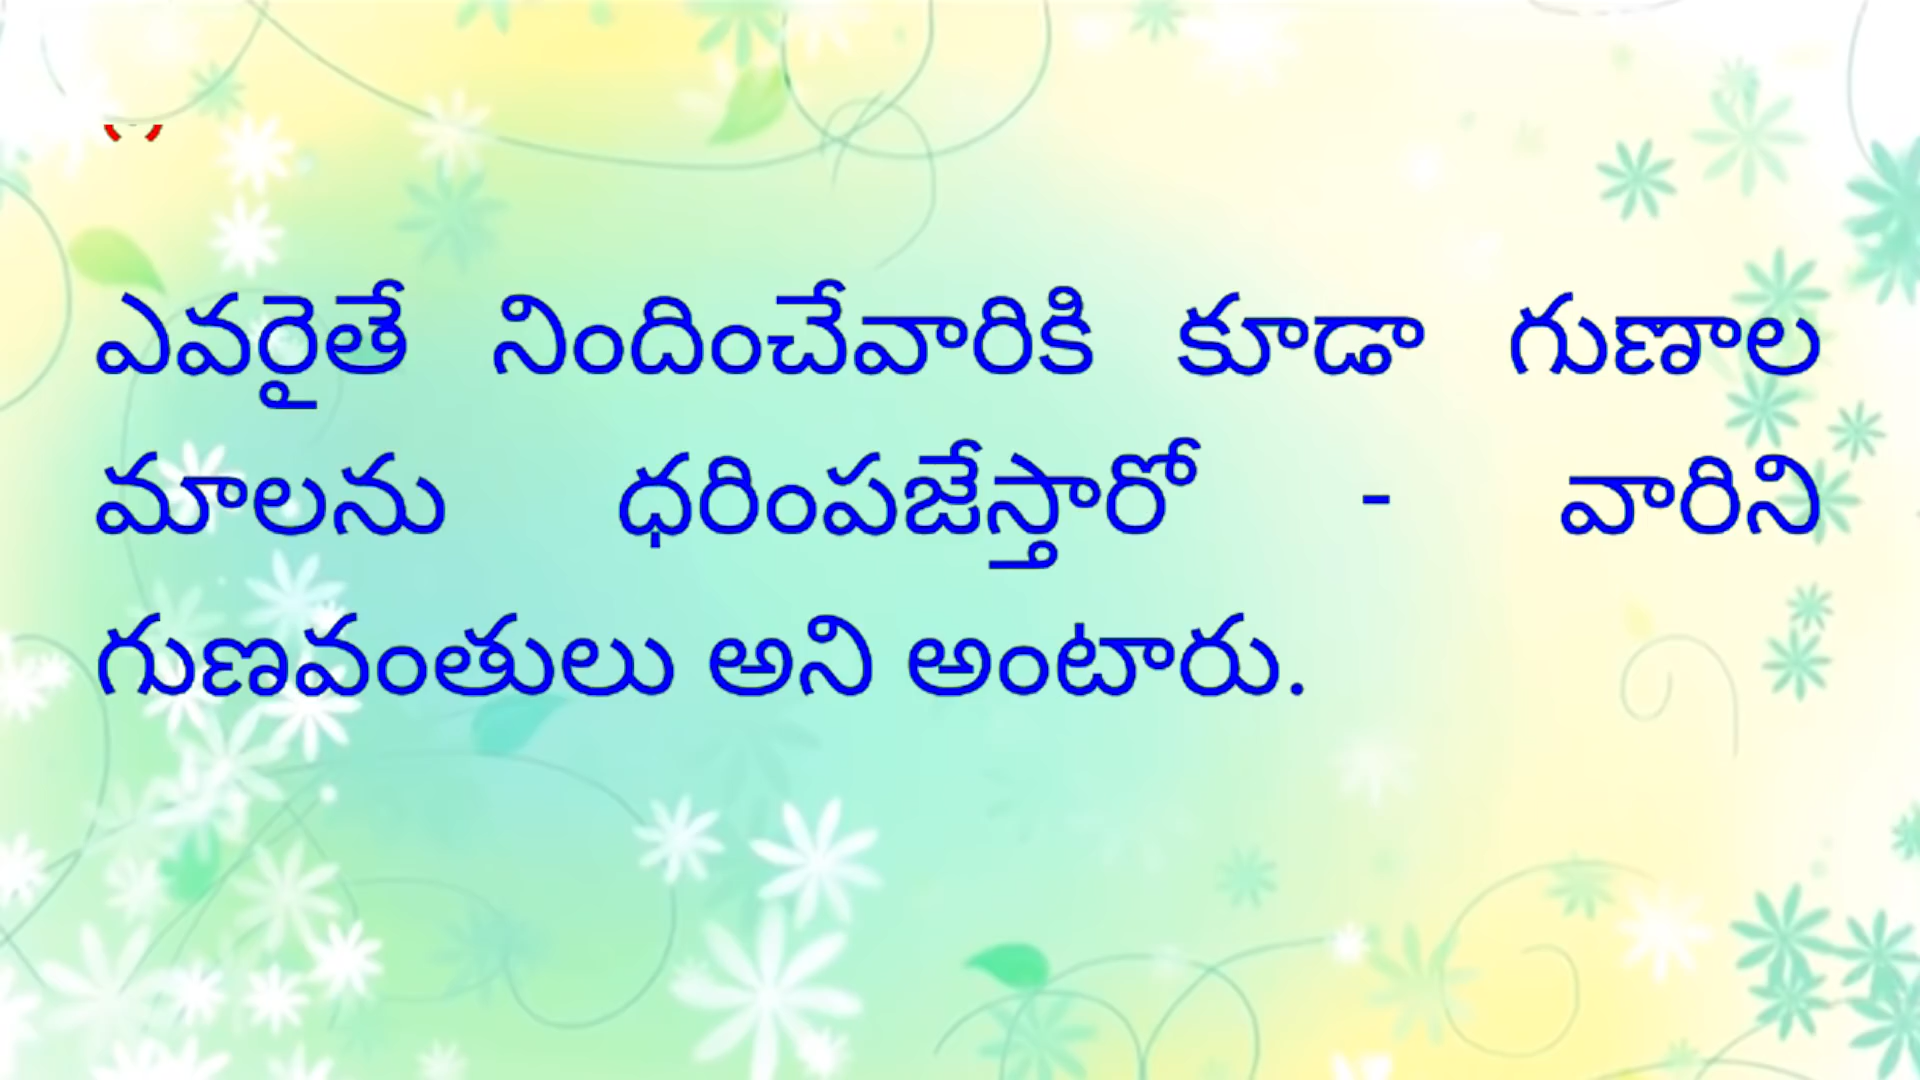 ఎవరైతే నిందించేవారికి కూడా గుణాల
మాలను ధరింపజేస్తారో - వారిని
గుణవంతులు అని అంటారు.